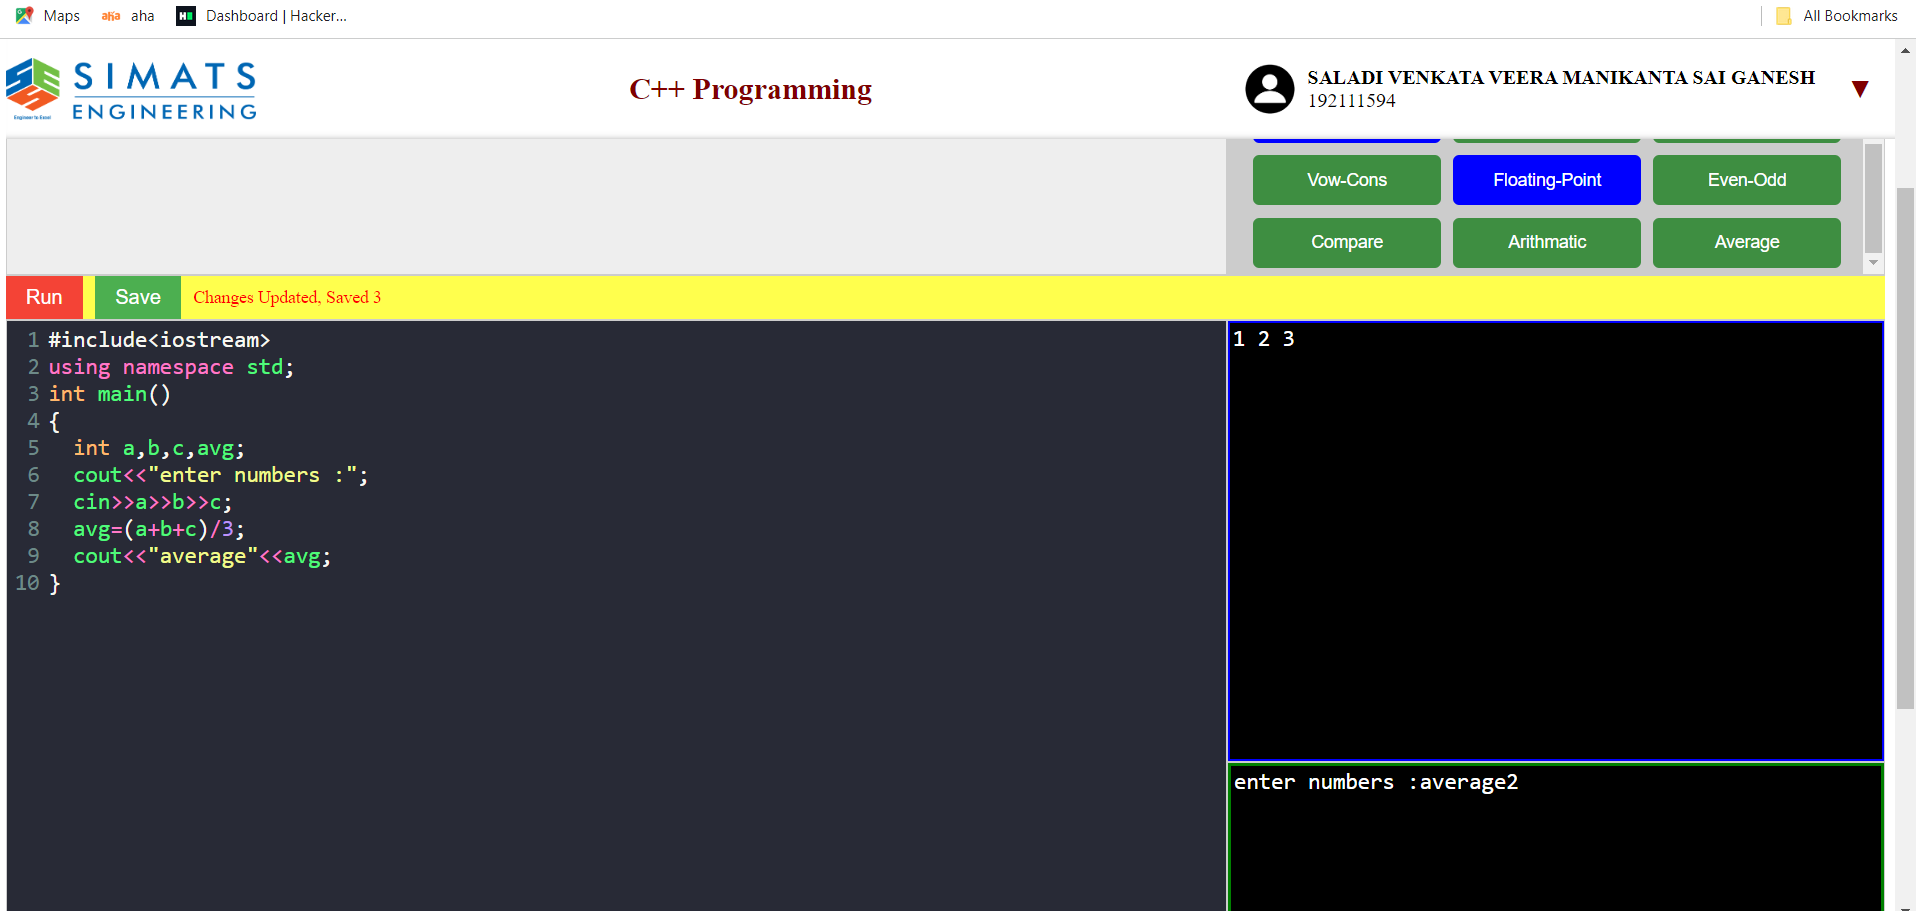 Maps aha aha Dashboard | Hacker... All Bookmarks
SIMATS
ENGINEERING
Engineer to Excel
C++ Programming
SALADI VENKATA VEERA MANIKANTA SAI GANESH
192111594
Vow-Cons Floating-Point Even-Odd
Compare Arithmatic Average
Run Save Changes Updated, Saved 3
1 #include<iostream>
2 using namespace std;
3 int main()
4 {
5 int a,b,c,avg;
6 cout<<"enter numbers :";
7 cin>>a>>b>>c;
8 avg=(a+b+c)/3;
9 cout<<"average"<<avg;
10 }
1 2 3
enter numbers :average2